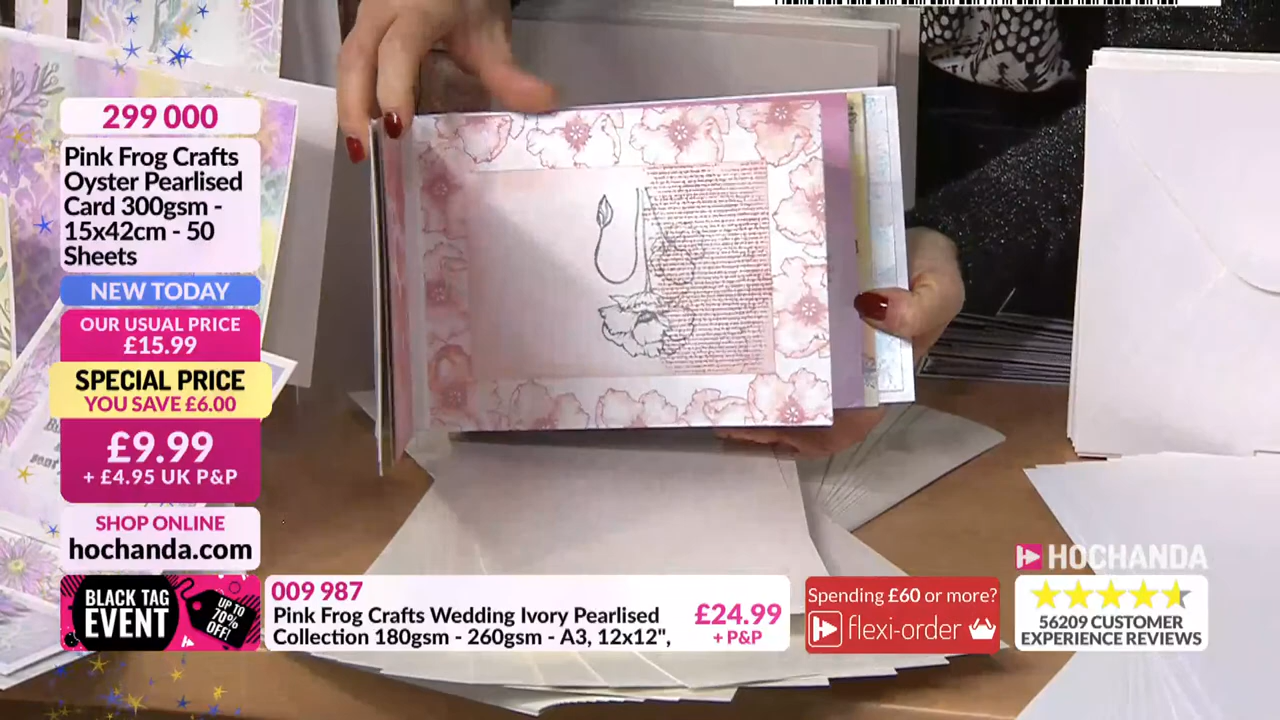 299 000
Pink Frog Crafts
Oyster Pearlised
Card 300gsm -
15x42cm - 50
Sheets
NEW TODAY
OUR USUAL PRICE
£15.99
SPECIAL PRICE
YOU SAVE £6.00
£9.99
+ £4.95 UK P&P
SHOP ONLINE
hochanda.com
BLACK TAG
EVENT
UP TO
70%
OFF!
009 987
Pink Frog Crafts Wedding Ivory Pearlised
Collection 180gsm - 260gsm - A3, 12x12",
£24.99
+ P&P
Spending £60 or more?
flexi-order
HOCHANDA
56209 CUSTOMER
EXPERIENCE REVIEWS